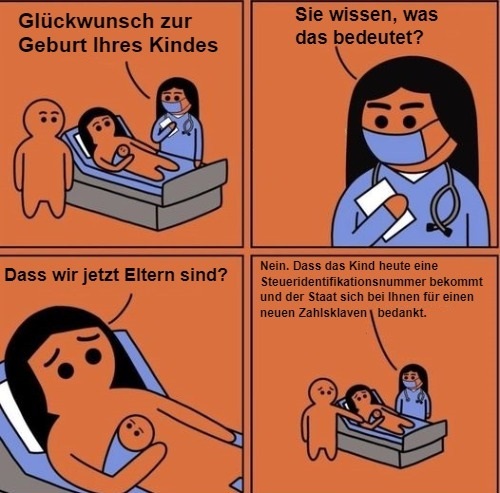 Glückwunsch zur
Geburt Ihres Kindes
Sie wissen, was
das bedeutet?
Dass wir jetzt Eltern sind?
Nein. Dass das Kind heute eine
Steueridentifikationsnummer bekommt
und der Staat sich bei Ihnen für einen
neuen Zahlsklaven bedankt.